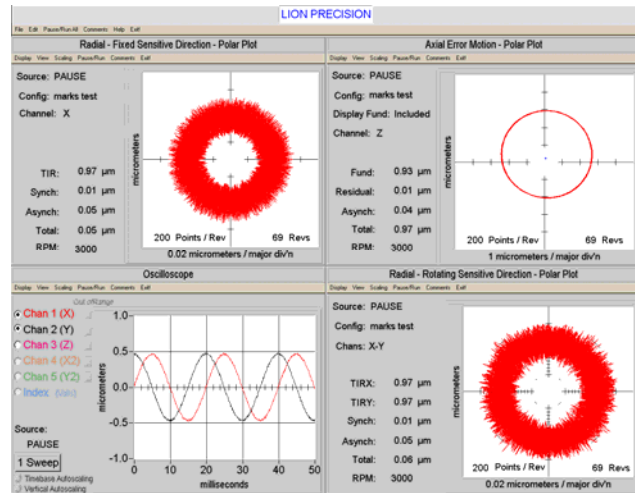 LION PRECISION
File Edit Pause/Run All Comments Help Exit
Radial - Fixed Sensitive Direction - Polar Plot
Display View Scaling Pause/Run Comments Exit
Source: PAUSE
Config: marks test
Channel: X
TIR: 0.97 µm
Synch: 0.01 µm
Asynch: 0.05 µm
Total: 0.05 µm
RPM: 3000
micrometers
200 Points / Rev 69 Revs
0.02 micrometers / major div'n
Axial Error Motion - Polar Plot
Display View Scaling Pause/Run Comments Exit
Source: PAUSE
Config: marks test
Display Fund: Included
Channel: Z
Fund: 0.93 µm
Residual: 0.01 µm
Asynch: 0.04 µm
Total: 0.97 µm
RPM: 3000
micrometers
200 Points / Rev 69 Revs
1 micrometers / major div'n
Oscilloscope
Display View Scaling Pause/Run Comments Exit
Out of Range
Chan 1 (X)
Chan 2 (Y)
Chan 3 (Z)
Chan 4 (X2)
Chan 5 (Y2)
Index (Volts)
Source:
PAUSE
1 Sweep
Timebase Autoscaling
Vertical Autoscaling
micrometers
1.0
0.5
0.0
-0.5
-1.0
0 10 20 30 40 50
milliseconds
Radial - Rotating Sensitive Direction - Polar Plot
Display View Scaling Pause/Run Comments Exit
Source: PAUSE
Config: marks test
Chans: X-Y
TIRX: 0.97 µm
TIRY: 0.97 µm
Synch: 0.01 µm
Asynch: 0.05 µm
Total: 0.06 µm
RPM: 3000
micrometers
200 Points / Rev 69 Revs
0.02 micrometers / major div'n